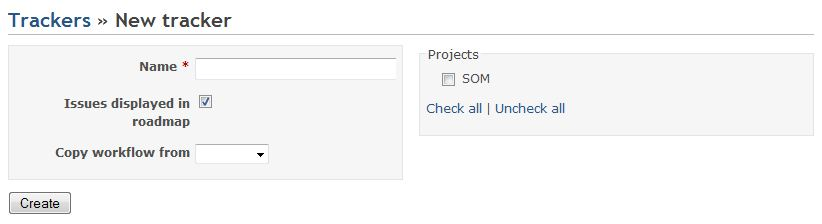 Trackers » New tracker
Name *
Issues displayed in
roadmap
Copy workflow from
Create
Projects
SOM
Check all | Uncheck all